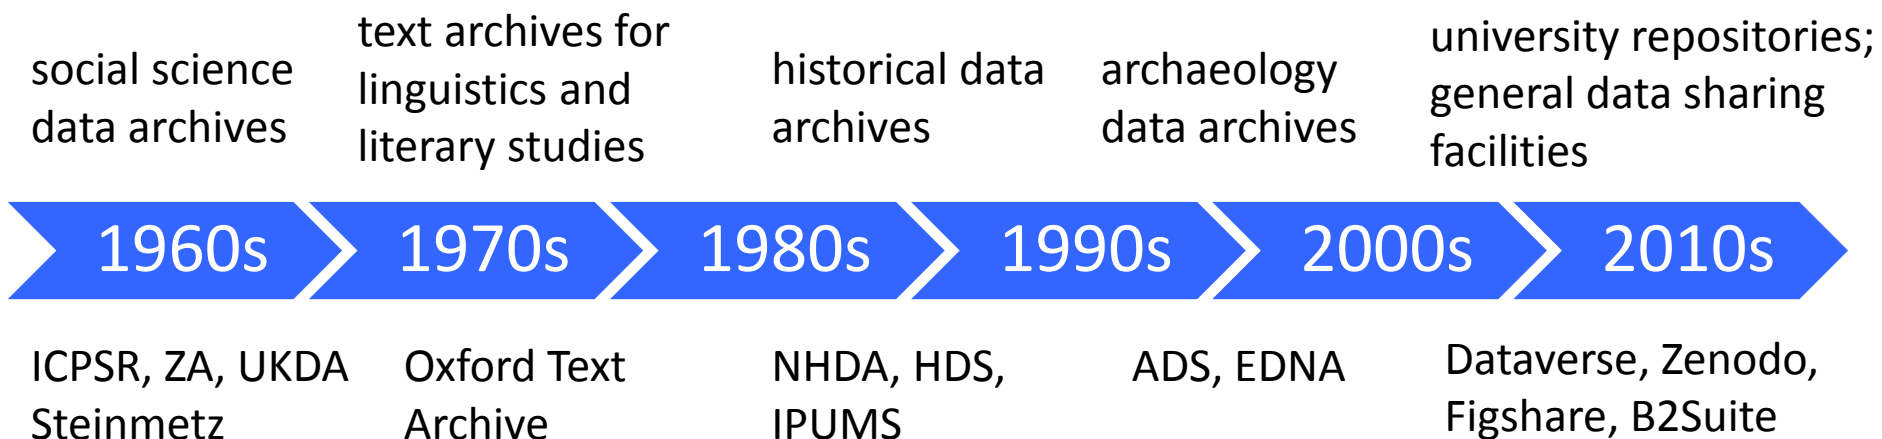 social science
data archives
text archives for
linguistics and
literary studies
historical data
archives
archaeology
data archives
university repositories;
general data sharing
facilities
1960s
1970s
1980s
1990s
2000s
2010s
ICPSR, ZA, UKDA
Steinmetz
Oxford Text
Archive
NHDA, HDS,
IPUMS
ADS, EDNA
Dataverse, Zenodo,
Figshare, B2Suite